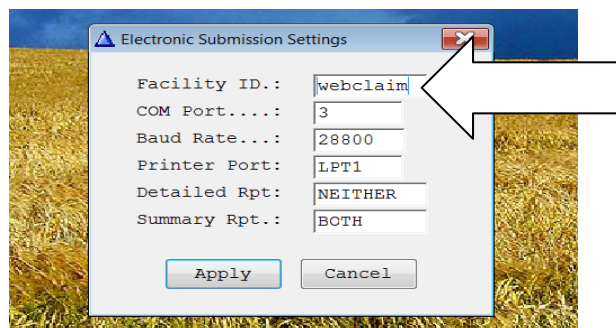 Electronic Submission Settings
Facility ID.: webclaim
COM Port....: 3
Baud Rate...: 28800
Printer Port: LPT1
Detailed Rpt: NEITHER
Summary Rpt.: BOTH
Apply Cancel